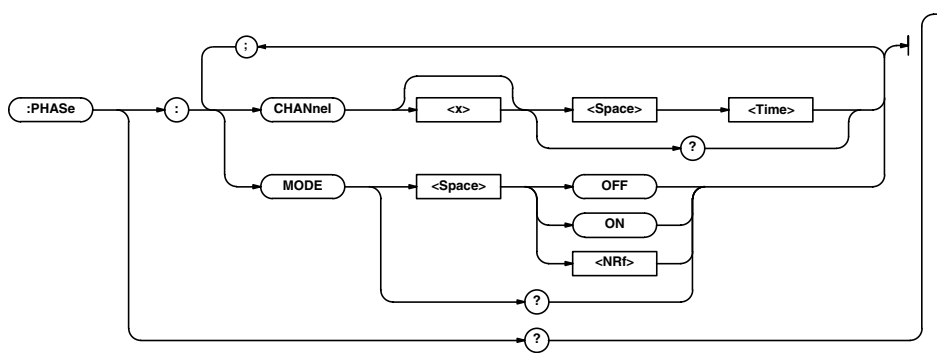 ;
:PHASe : CHANnel <x> <Space> <Time>
?
MODE <Space> OFF
ON
<NRf>
?
?